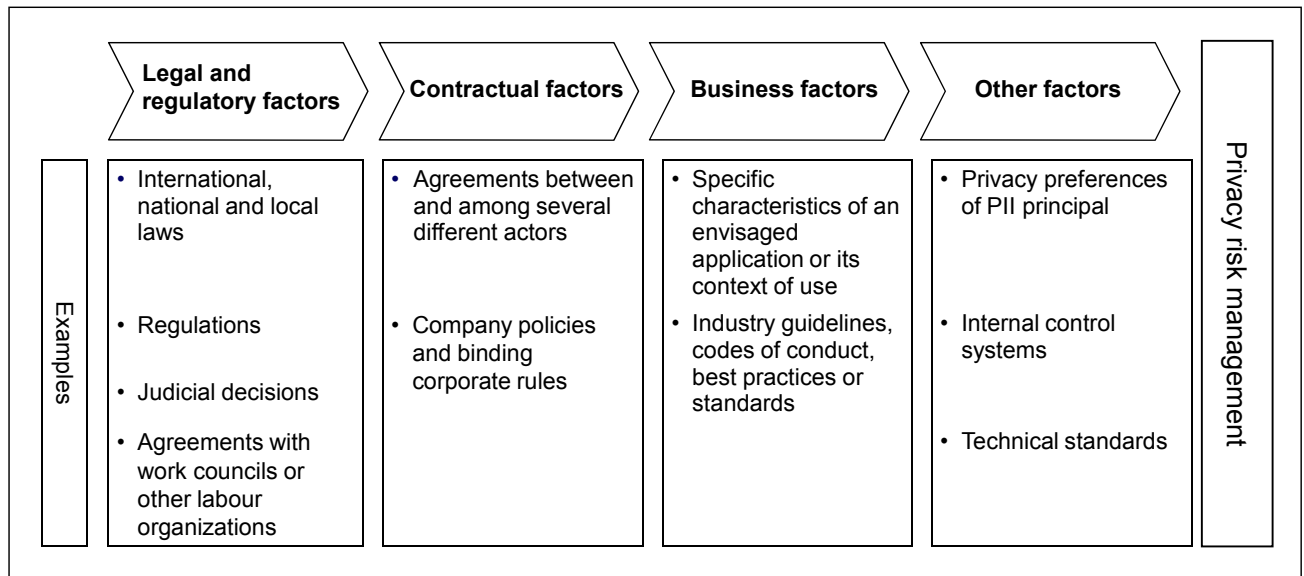 Legal and
regulatory factors
Contractual factors
Business factors
Other factors
Examples
• International,
national and local
laws
• Regulations
• Judicial decisions
• Agreements with
work councils or
other labour
organizations
• Agreements between
and among several
different actors
• Company policies
and binding
corporate rules
• Specific
characteristics of an
envisaged
application or its
context of use
• Industry guidelines,
codes of conduct,
best practices or
standards
• Privacy preferences
of PII principal
• Internal control
systems
• Technical standards
Privacy risk management